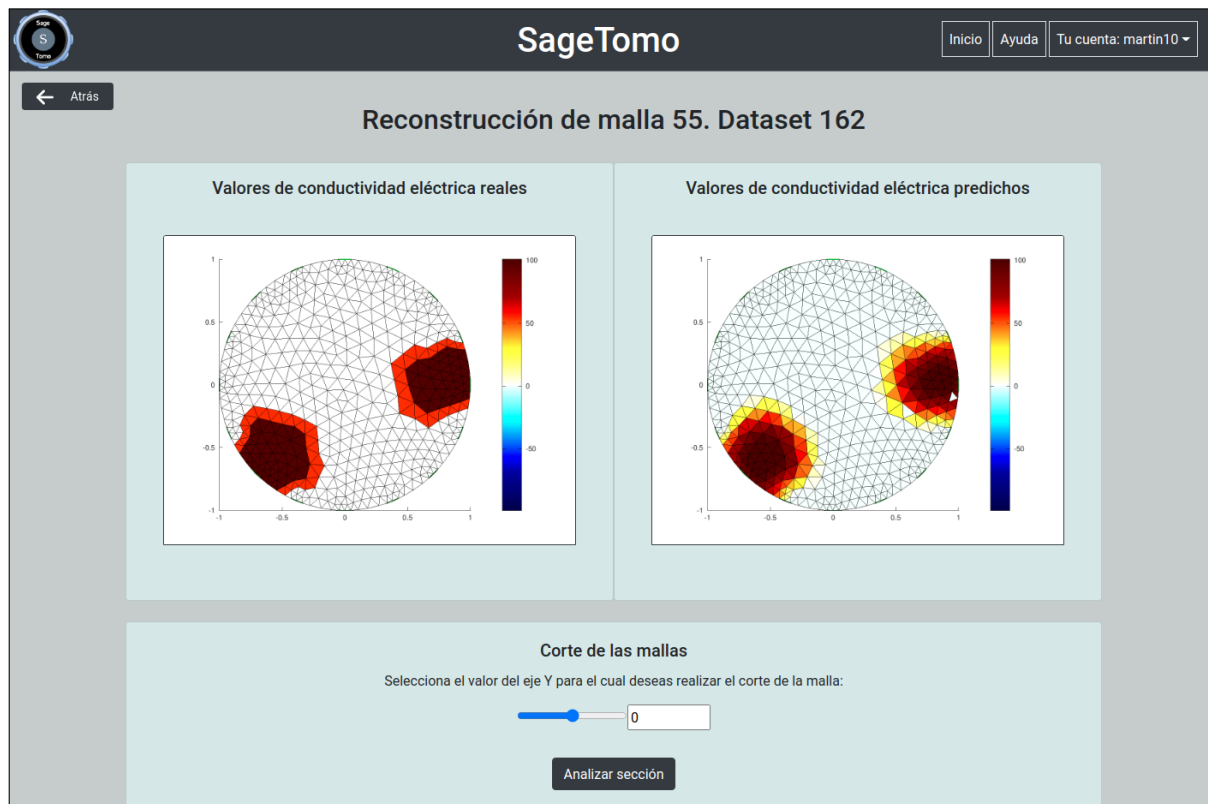 Sage
S
Tomo
SageTomo
Inicio
Ayuda
Tu cuenta: martin10
Atrás
Reconstrucción de malla 55. Dataset 162
Valores de conductividad eléctrica reales
1
0.5
0
-0.5
-1
-1
-0.5
0
0.5
1
100
50
0
-50
Valores de conductividad eléctrica predichos
1
0.5
0
-0.5
-1
-1
-0.5
0
0.5
1
100
50
0
-50
Corte de las mallas
Selecciona el valor del eje Y para el cual deseas realizar el corte de la malla:
0
Analizar sección